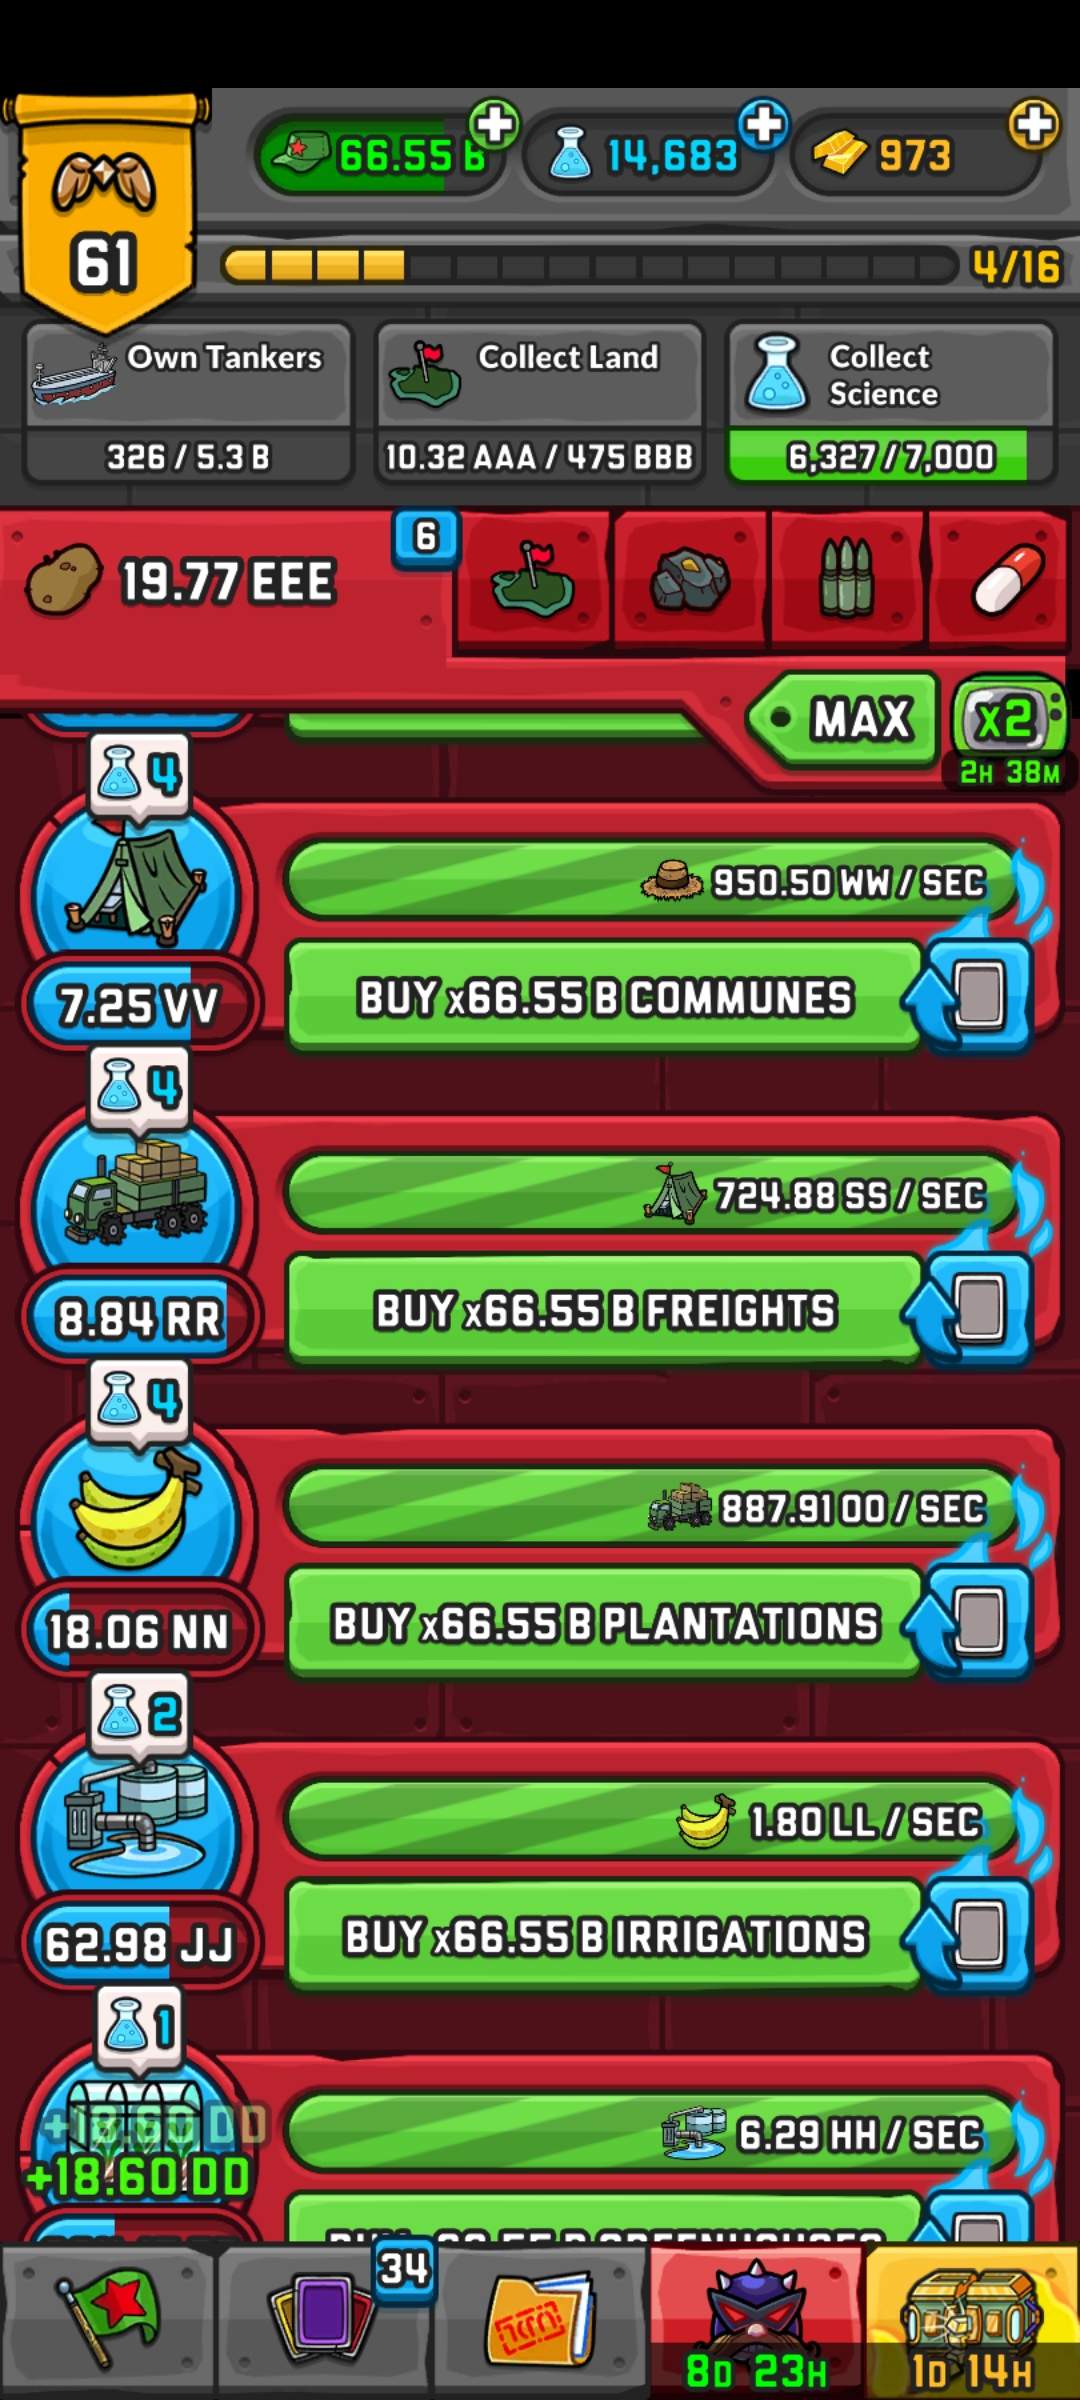 66.55 B
14,683
973
61
4/16
Own Tankers
326 / 5.3 B
Collect Land
10.32 AAA / 475 BBB
Collect
Science
6,327 / 7,000
19.77 EEE
6
MAX
x2
2H 38M
4
950.50 WW / SEC
7.25 VV
BUY x66.55 B COMMUNES
4
724.88 SS / SEC
8.84 RR
BUY x66.55 B FREIGHTS
4
887.91 OO / SEC
18.06 NN
BUY x66.55 B PLANTATIONS
2
1.80 LL / SEC
62.98 JJ
BUY x66.55 B IRRIGATIONS
1
+18.60 DD
+18.60 DD
6.29 HH / SEC
34
8D 23H
1D 14H